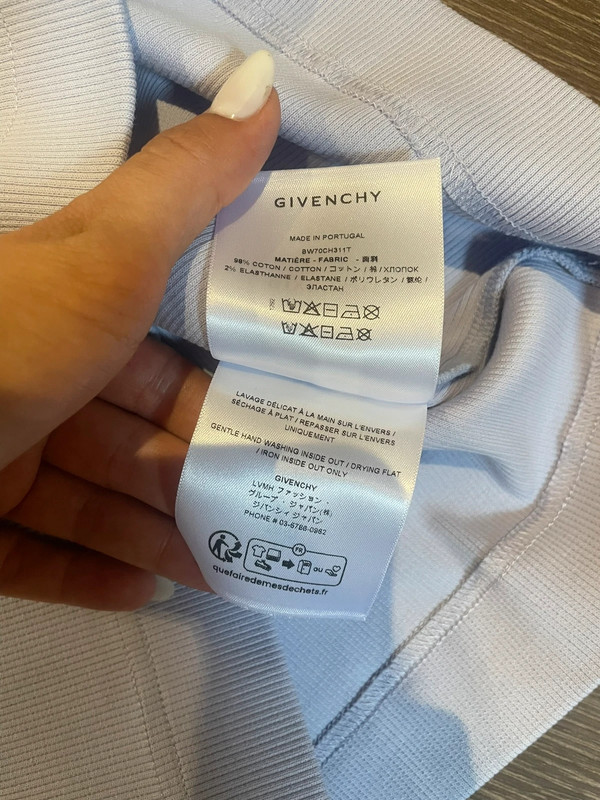 GIVENCHY
MADE IN PORTUGAL
BW70CH311T
MATIÈRE - FABRIC - 面料
98% COTON / COTTON / コットン / 棉 / ХЛОПОК
2% ELASTHANNE / ELASTANE / ポリウレタン / 氨纶 /
ЭЛАСТАН
LAVAGE DÉLICAT À LA MAIN SUR L'ENVERS /
SÉCHAGE À PLAT / REPASSER SUR L'ENVERS
UNIQUEMENT
GENTLE HAND WASHING INSIDE OUT / DRYING FLAT
/ IRON INSIDE OUT ONLY
GIVENCHY
LVMH ファッション・
グループ・ジャパン(株)
ジバンシィ ジャパン
PHONE # 03-6766-0962
FR
ou
quefairedemesdechets.fr